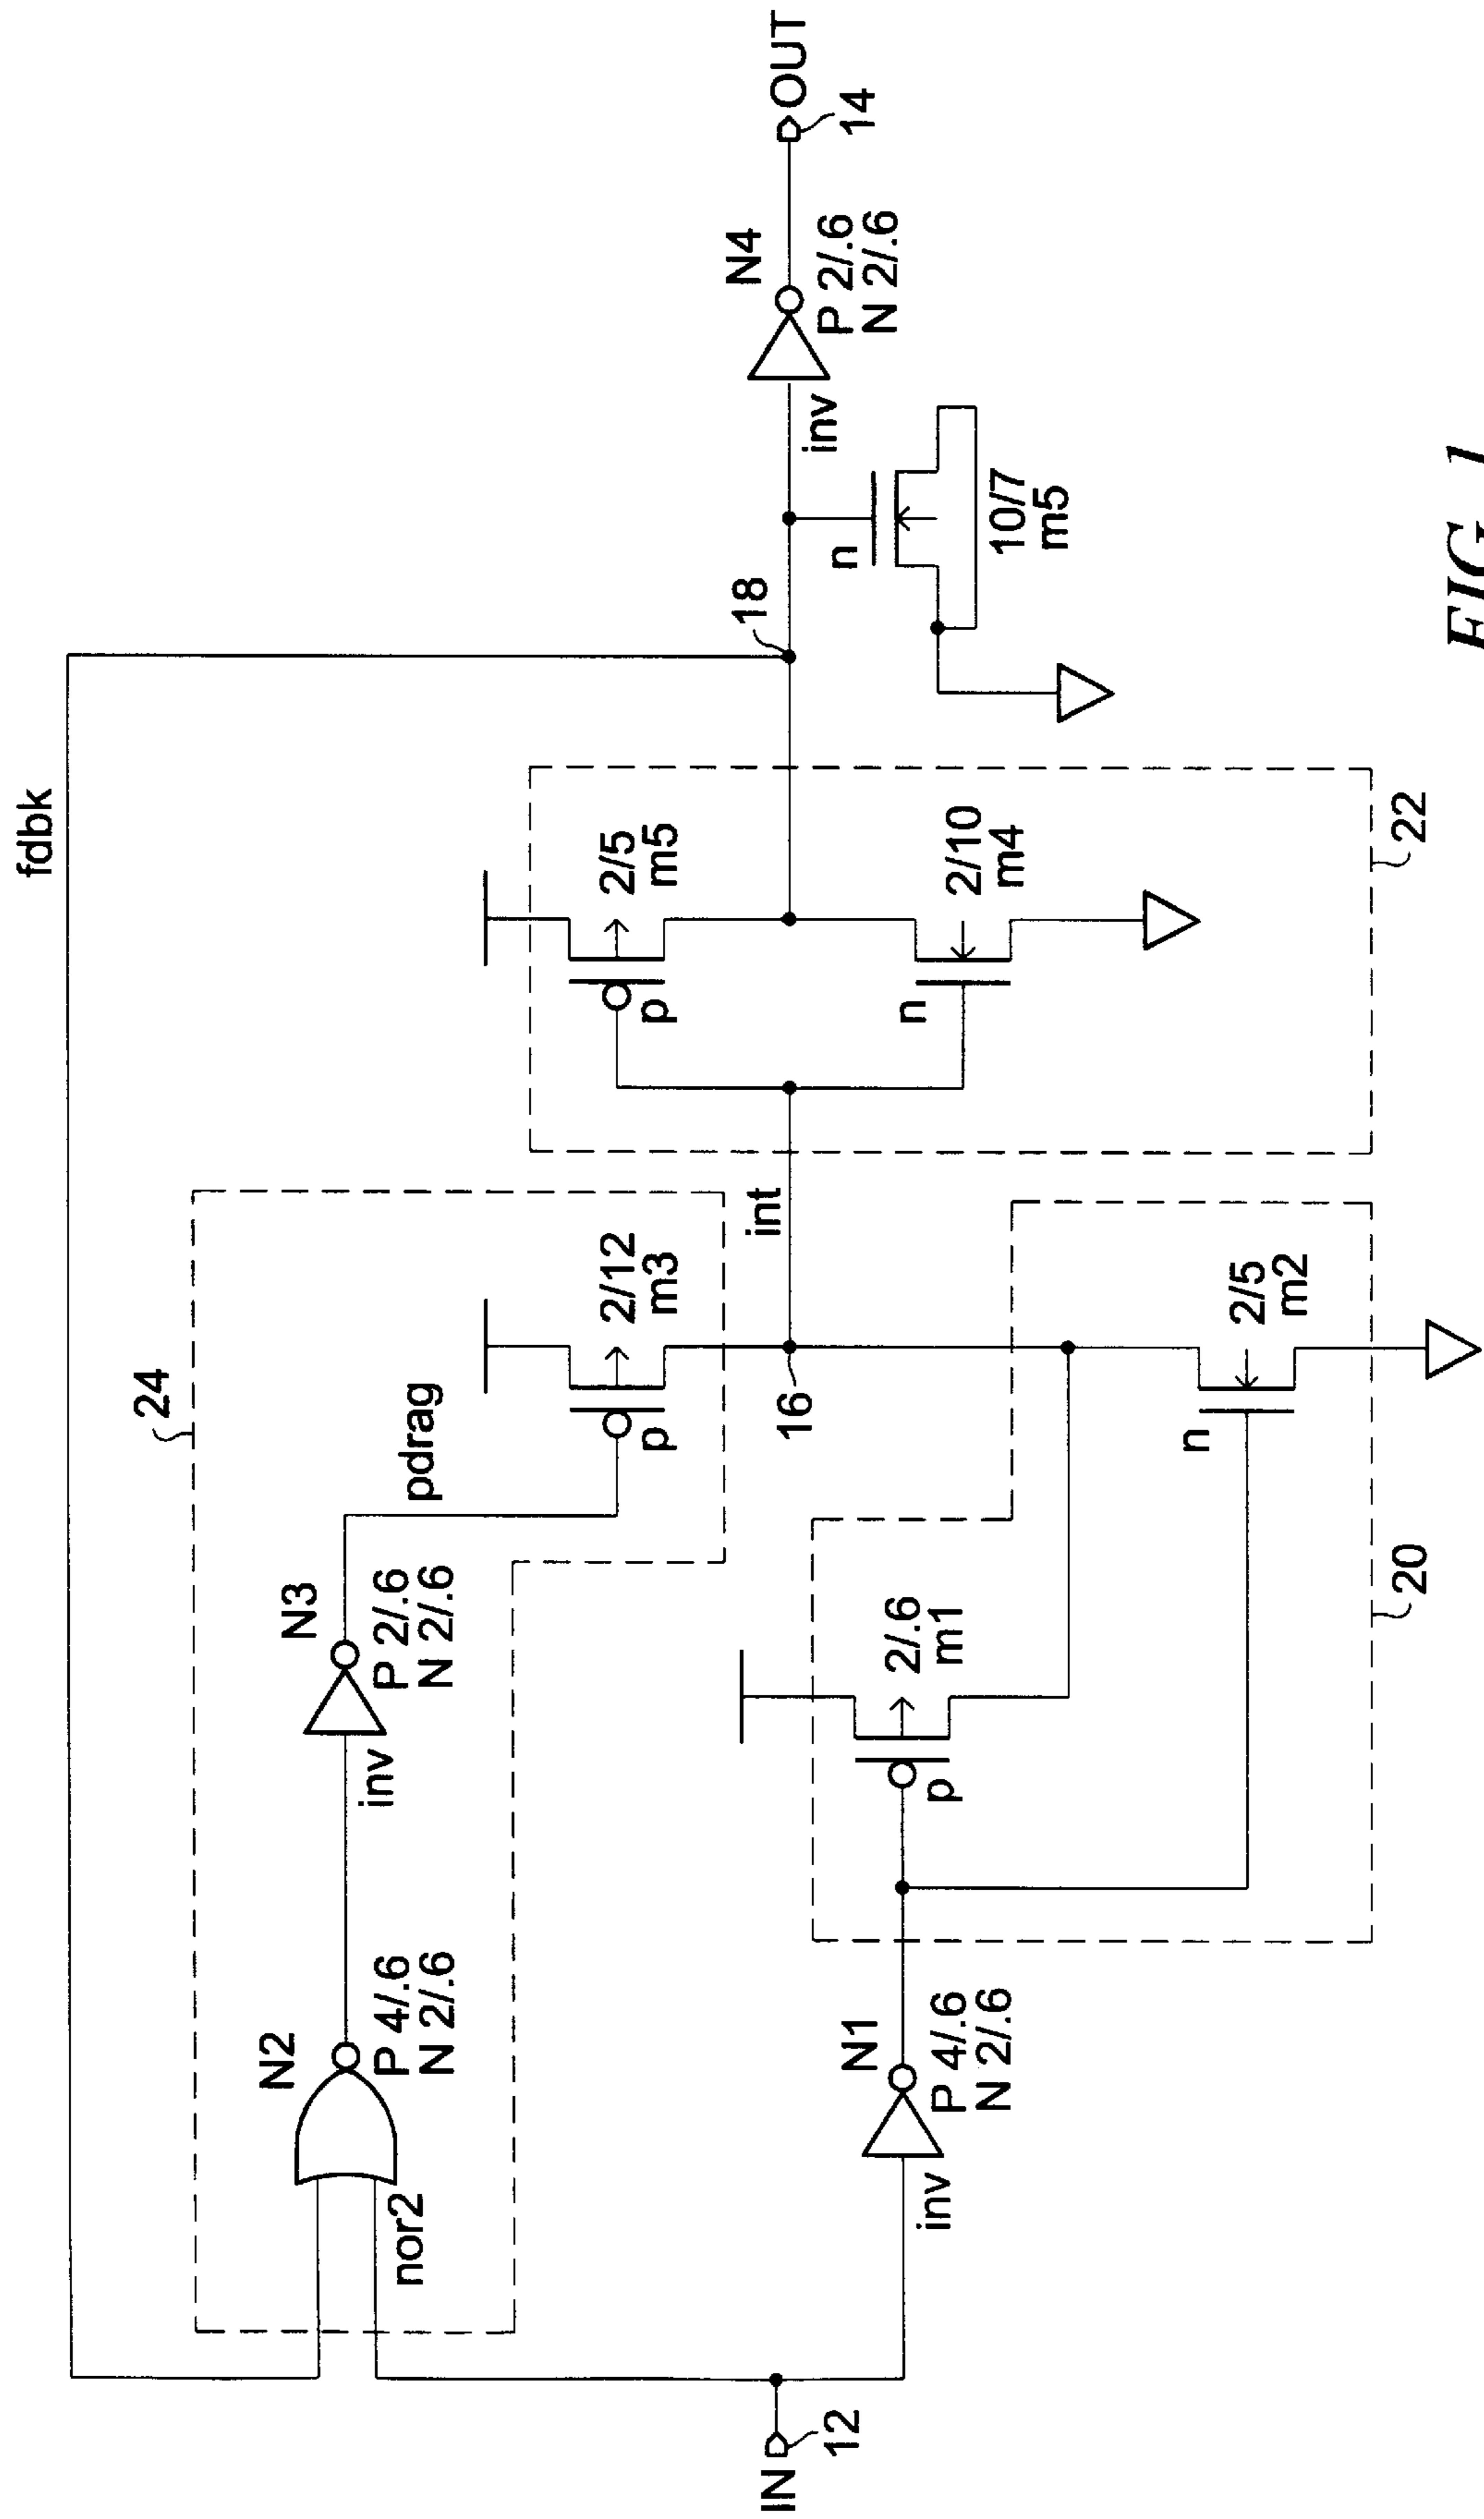 fdbk
24
N2
P 4/.6
N 2/.6
nor2
N3
P 2/.6
N 2/.6
inv
pdrag
2/12
m3
p
16
int
IN
12
inv
N1
P 4/.6
N 2/.6
2/.6
m1
p
2/5
m2
n
20
2/5
m5
p
2/10
m4
n
22
18
inv
N4
P 2/.6
N 2/.6
OUT
14
n
10/7
m5
FIG. 1